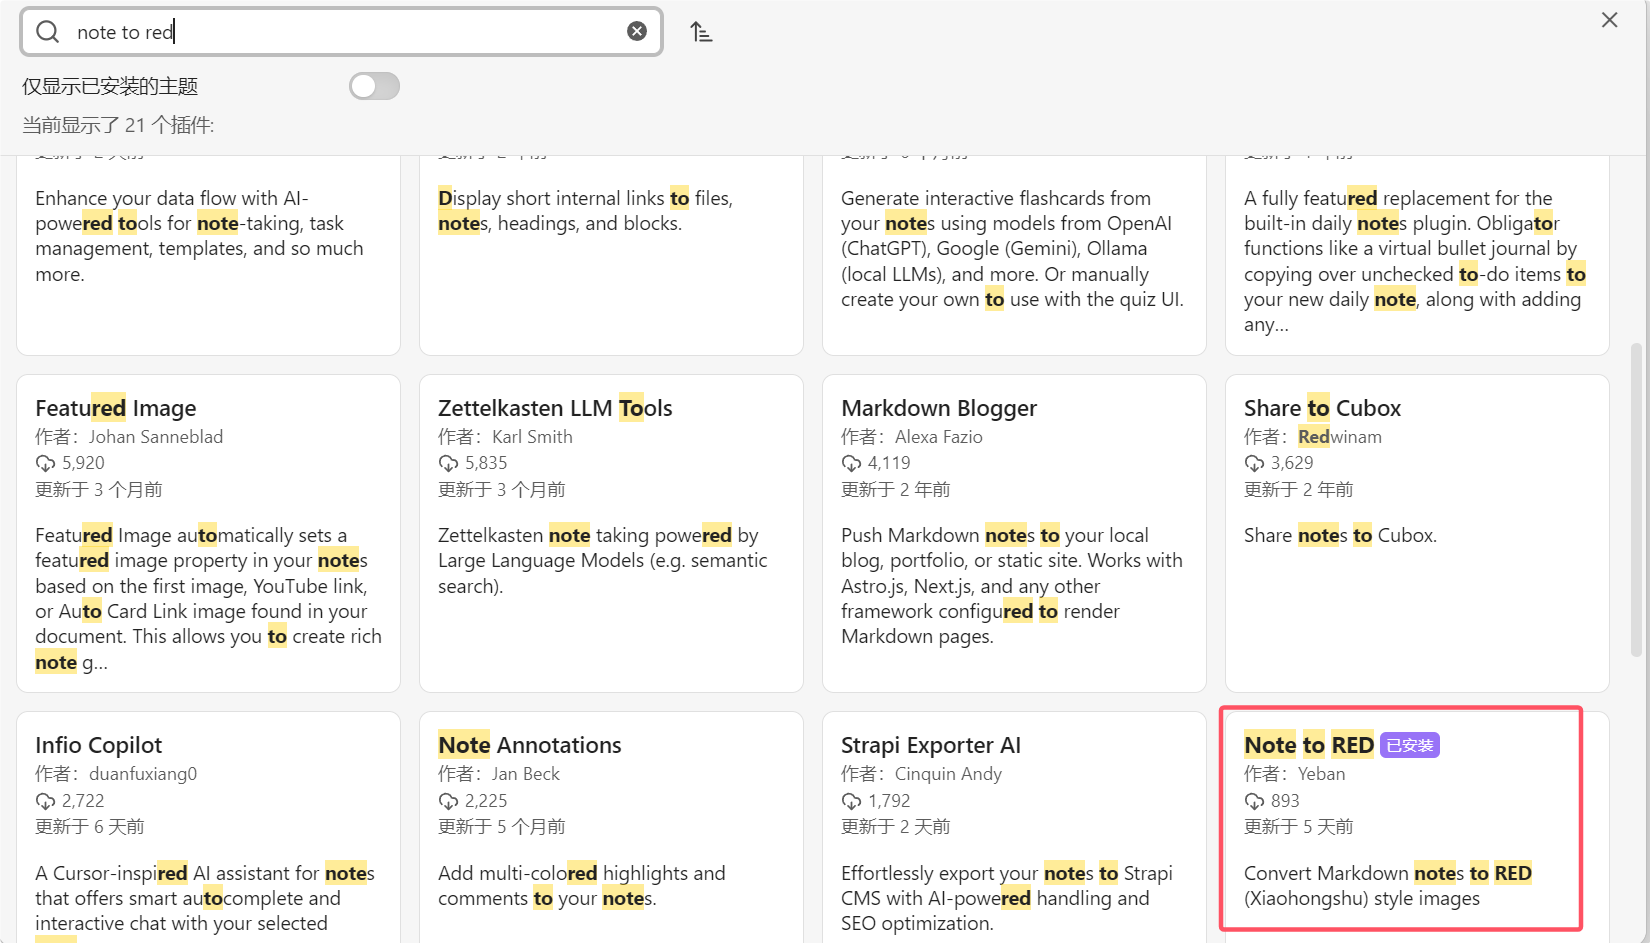 note to red
仅显示已安装的主题
当前显示了 21 个插件:
Enhance your data flow with AI-
powered tools for note-taking, task
management, templates, and so much
more.
Display short internal links to files,
notes, headings, and blocks.
Generate interactive flashcards from
your notes using models from OpenAI
(ChatGPT), Google (Gemini), Ollama
(local LLMs), and more. Or manually
create your own to use with the quiz UI.
A fully featured replacement for the
built-in daily notes plugin. Obligator
functions like a virtual bullet journal by
copying over unchecked to-do items to
your new daily note, along with adding
any...
Featured Image
作者：Johan Sanneblad
5,920
更新于 3 个月前
Featured Image automatically sets a
featured image property in your notes
based on the first image, YouTube link,
or Auto Card Link image found in your
document. This allows you to create rich
note g...
Zettelkasten LLM Tools
作者：Karl Smith
5,835
更新于 3 个月前
Zettelkasten note taking powered by
Large Language Models (e.g. semantic
search).
Markdown Blogger
作者：Alexa Fazio
4,119
更新于 2 年前
Push Markdown notes to your local
blog, portfolio, or static site. Works with
Astro.js, Next.js, and any other
framework configured to render
Markdown pages.
Share to Cubox
作者：Redwinam
3,629
更新于 2 年前
Share notes to Cubox.
Infio Copilot
作者：duanfuxiang0
2,722
更新于 6 天前
A Cursor-inspired AI assistant for notes
that offers smart autocomplete and
interactive chat with your selected
Note Annotations
作者：Jan Beck
2,225
更新于 5 个月前
Add multi-colored highlights and
comments to your notes.
Strapi Exporter AI
作者：Cinquin Andy
1,792
更新于 2 天前
Effortlessly export your notes to Strapi
CMS with AI-powered handling and
SEO optimization.
Note to RED 已安装
作者：Yeban
893
更新于 5 天前
Convert Markdown notes to RED
(Xiaohongshu) style images